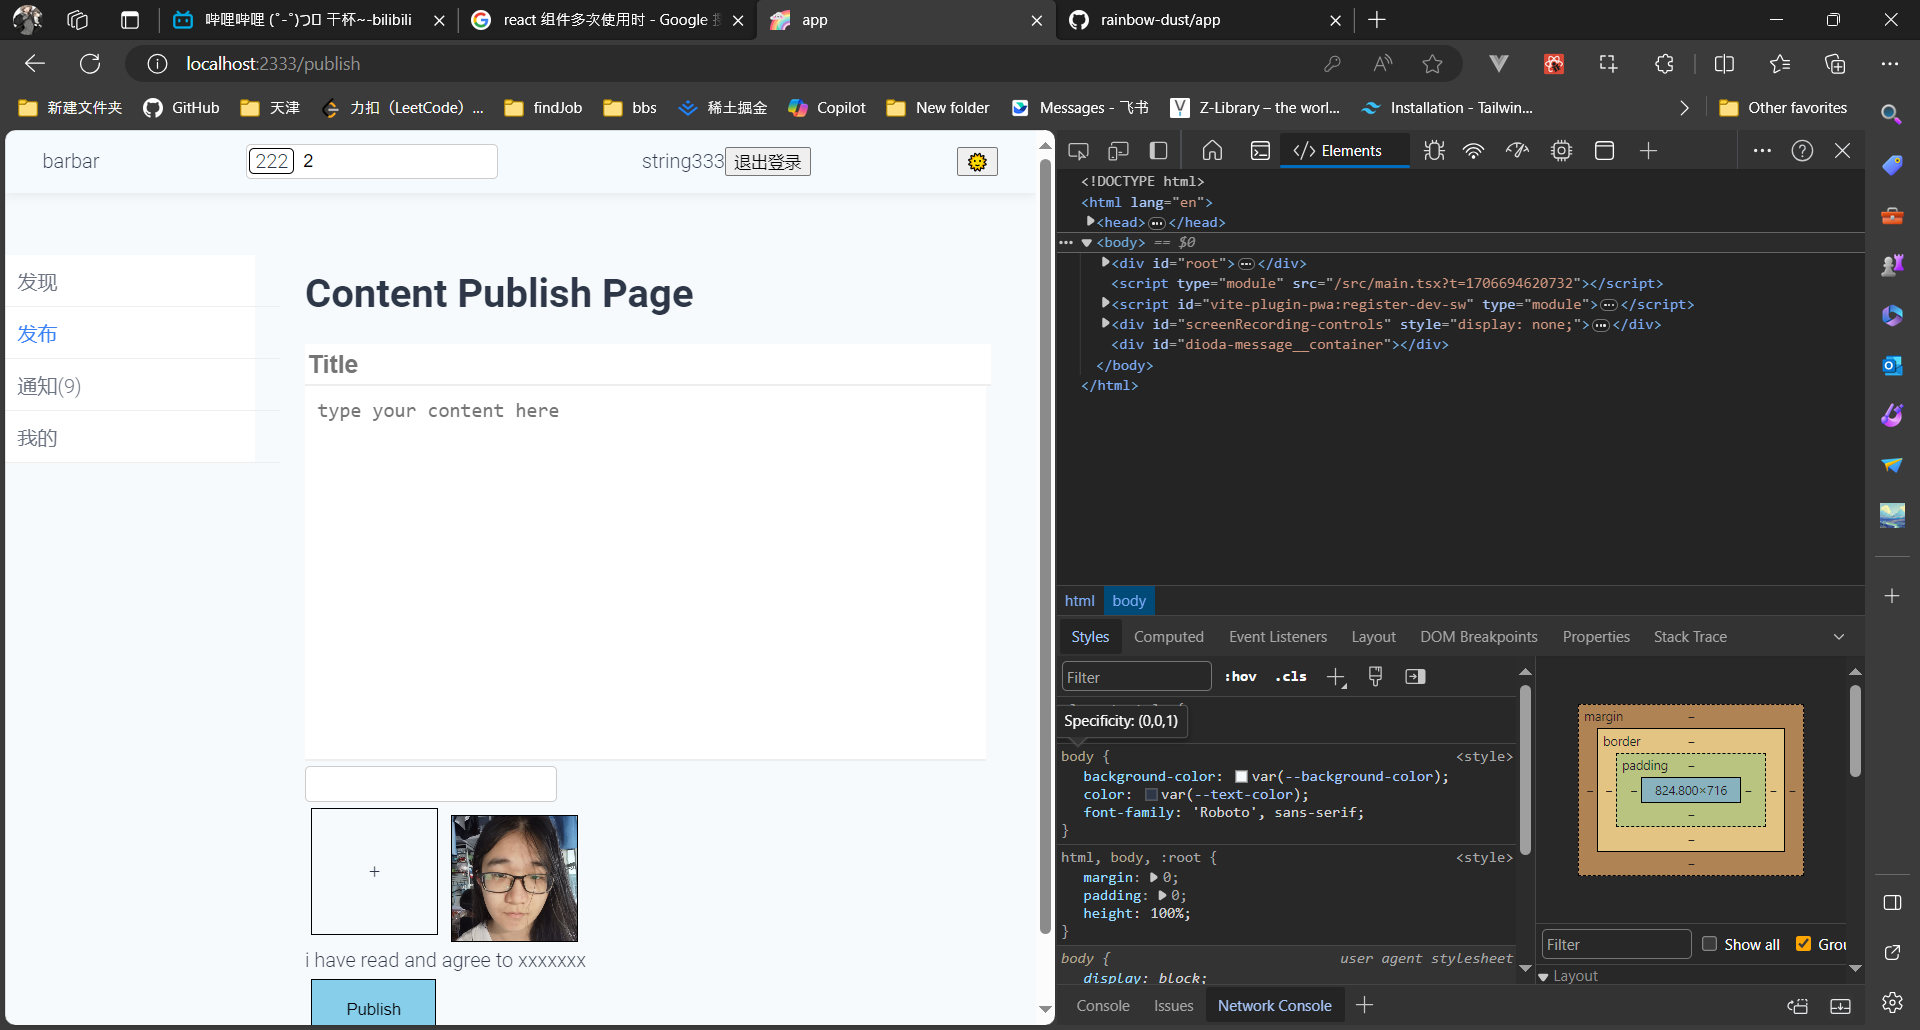 哔哩哔哩 (゜-゜)つロ 干杯~-bilibili
react 组件多次使用时 - Google
app
rainbow-dust/app
localhost:2333/publish
新建文件夹
GitHub
天津
力扣 (LeetCode) ...
findJob
bbs
稀土掘金
Copilot
New folder
Messages - 飞书
Z-Library – the worl...
Installation - Tailwin...
Other favorites
barbar
222 2
string333
退出登录
发现
发布
通知(9)
我的
Content Publish Page
Title
type your content here
+
i have read and agree to xxxxxxx
Publish
Elements
<!DOCTYPE html>
<html lang="en">
<head>…</head>
<body> == $0
<div id="root">…</div>
<script type="module" src="/src/main.tsx?t=1706694620732"></script>
<script id="vite-plugin-pwa:register-dev-sw" type="module">…</script>
<div id="screenRecording-controls" style="display: none;">…</div>
<div id="dioda-message__container"></div>
</body>
</html>
html body
Styles Computed Event Listeners Layout DOM Breakpoints Properties Stack Trace
Filter :hov .cls
Specificity: (0,0,1)
body { <style>
background-color: var(--background-color);
color: var(--text-color);
font-family: 'Roboto', sans-serif;
}
html, body, :root { <style>
margin: 0;
padding: 0;
height: 100%;
}
body { user agent stylesheet
display: block;
margin –
border –
padding –
– – – 824.800×716 – – –
–
–
–
Filter Show all Grou
Layout
Console Issues Network Console